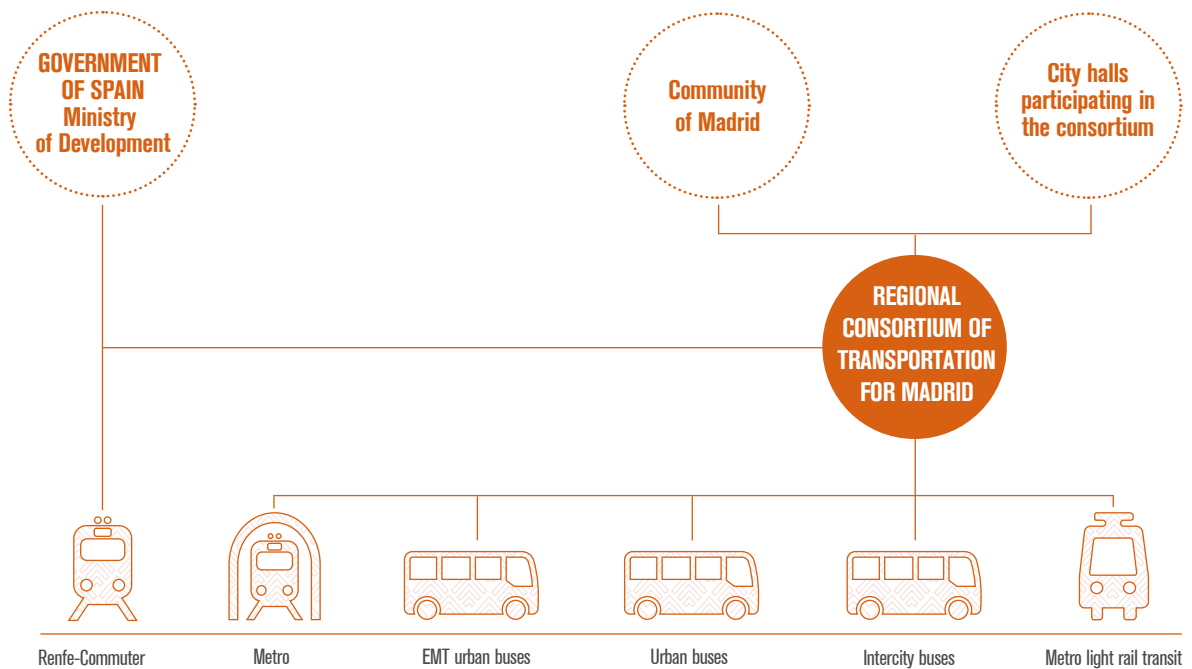 GOVERNMENT
OF SPAIN
Ministry
of Development
Community
of Madrid
City halls
participating in
the consortium
REGIONAL
CONSORTIUM OF
TRANSPORTATION
FOR MADRID
Renfe-Commuter
Metro
EMT urban buses
Urban buses
Intercity buses
Metro light rail transit